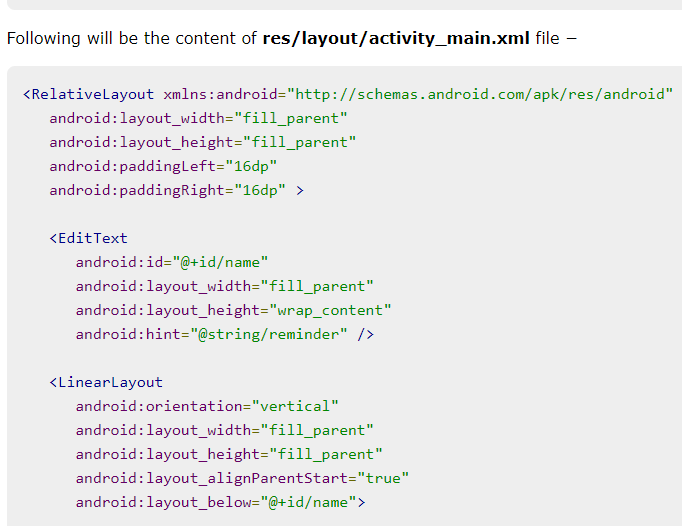 Following will be the content of res/layout/activity_main.xml file −
<RelativeLayout xmlns:android="http://schemas.android.com/apk/res/android"
android:layout_width="fill_parent"
android:layout_height="fill_parent"
android:paddingLeft="16dp"
android:paddingRight="16dp" >
<EditText
android:id="@+id/name"
android:layout_width="fill_parent"
android:layout_height="wrap_content"
android:hint="@string/reminder" />
<LinearLayout
android:orientation="vertical"
android:layout_width="fill_parent"
android:layout_height="fill_parent"
android:layout_alignParentStart="true"
android:layout_below="@+id/name">